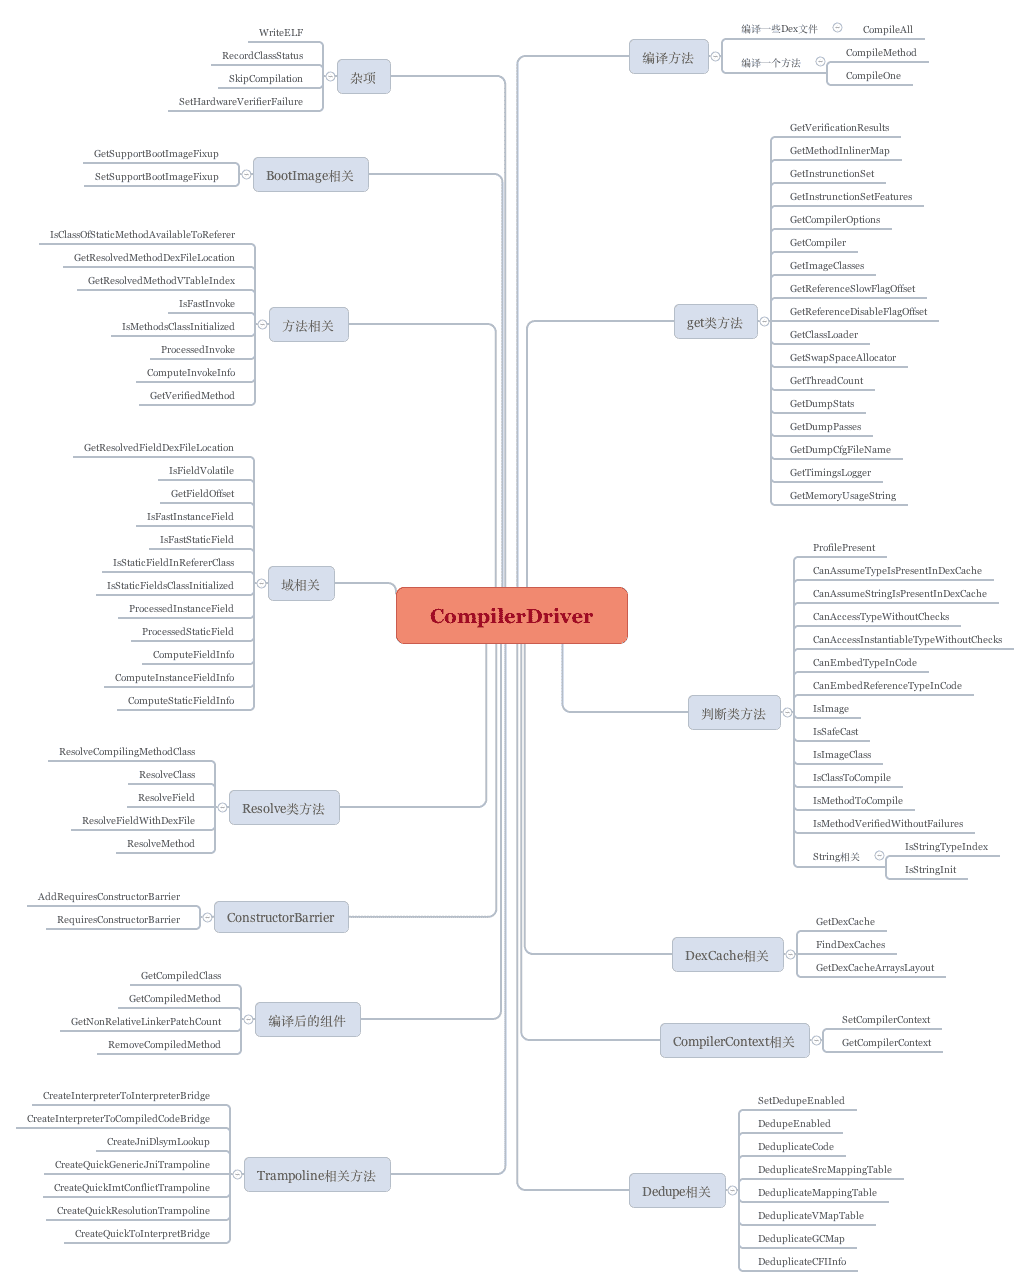 CompilerDriver
编译方法
编译一些Dex文件
CompileAll
编译一个方法
CompileMethod
CompileOne
get类方法
GetVerificationResults
GetMethodInlinerMap
GetInstrunctionSet
GetInstrunctionSetFeatures
GetCompilerOptions
GetCompiler
GetImageClasses
GetReferenceSlowFlagOffset
GetReferenceDisableFlagOffset
GetClassLoader
GetSwapSpaceAllocator
GetThreadCount
GetDumpStats
GetDumpPasses
GetDumpCfgFileName
GetTimingsLogger
GetMemoryUsageString
判断类方法
ProfilePresent
CanAssumeTypeIsPresentInDexCache
CanAssumeStringIsPresentInDexCache
CanAccessTypeWithoutChecks
CanAccessInstantiableTypeWithoutChecks
CanEmbedTypeInCode
CanEmbedReferenceTypeInCode
IsImage
IsSafeCast
IsImageClass
IsClassToCompile
IsMethodToCompile
IsMethodVerifiedWithoutFailures
String相关
IsStringTypeIndex
IsStringInit
DexCache相关
GetDexCache
FindDexCaches
GetDexCacheArraysLayout
CompilerContext相关
SetCompilerContext
GetCompilerContext
Dedupe相关
SetDedupeEnabled
DedupeEnabled
DeduplicateCode
DeduplicateSrcMappingTable
DeduplicateMappingTable
DeduplicateVMapTable
DeduplicateGCMap
DeduplicateCFIInfo
杂项
WriteELF
RecordClassStatus
SkipCompilation
SetHardwareVerifierFailure
BootImage相关
GetSupportBootImageFixup
SetSupportBootImageFixup
方法相关
IsClassOfStaticMethodAvailableToReferer
GetResolvedMethodDexFileLocation
GetResolvedMethodVTableIndex
IsFastInvoke
IsMethodsClassInitialized
ProcessedInvoke
ComputeInvokeInfo
GetVerifiedMethod
域相关
GetResolvedFieldDexFileLocation
IsFieldVolatile
GetFieldOffset
IsFastInstanceField
IsFastStaticField
IsStaticFieldInRefererClass
IsStaticFieldsClassInitialized
ProcessedInstanceField
ProcessedStaticField
ComputeFieldInfo
ComputeInstanceFieldInfo
ComputeStaticFieldInfo
Resolve类方法
ResolveCompilingMethodClass
ResolveClass
ResolveField
ResolveFieldWithDexFile
ResolveMethod
ConstructorBarrier
AddRequiresConstructorBarrier
RequiresConstructorBarrier
编译后的组件
GetCompiledClass
GetCompiledMethod
GetNonRelativeLinkerPatchCount
RemoveCompiledMethod
Trampoline相关方法
CreateInterpreterToInterpreterBridge
CreateInterpreterToCompiledCodeBridge
CreateJniDlsymLookup
CreateQuickGenericJniTrampoline
CreateQuickImtConflictTrampoline
CreateQuickResolutionTrampoline
CreateQuickToInterpretBridge